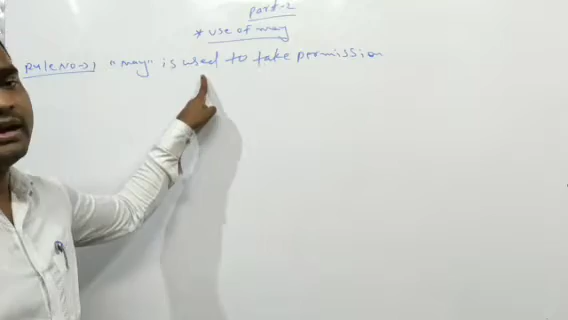 Part-2
* Use of may
Rule No-1) "may" is used to take permission